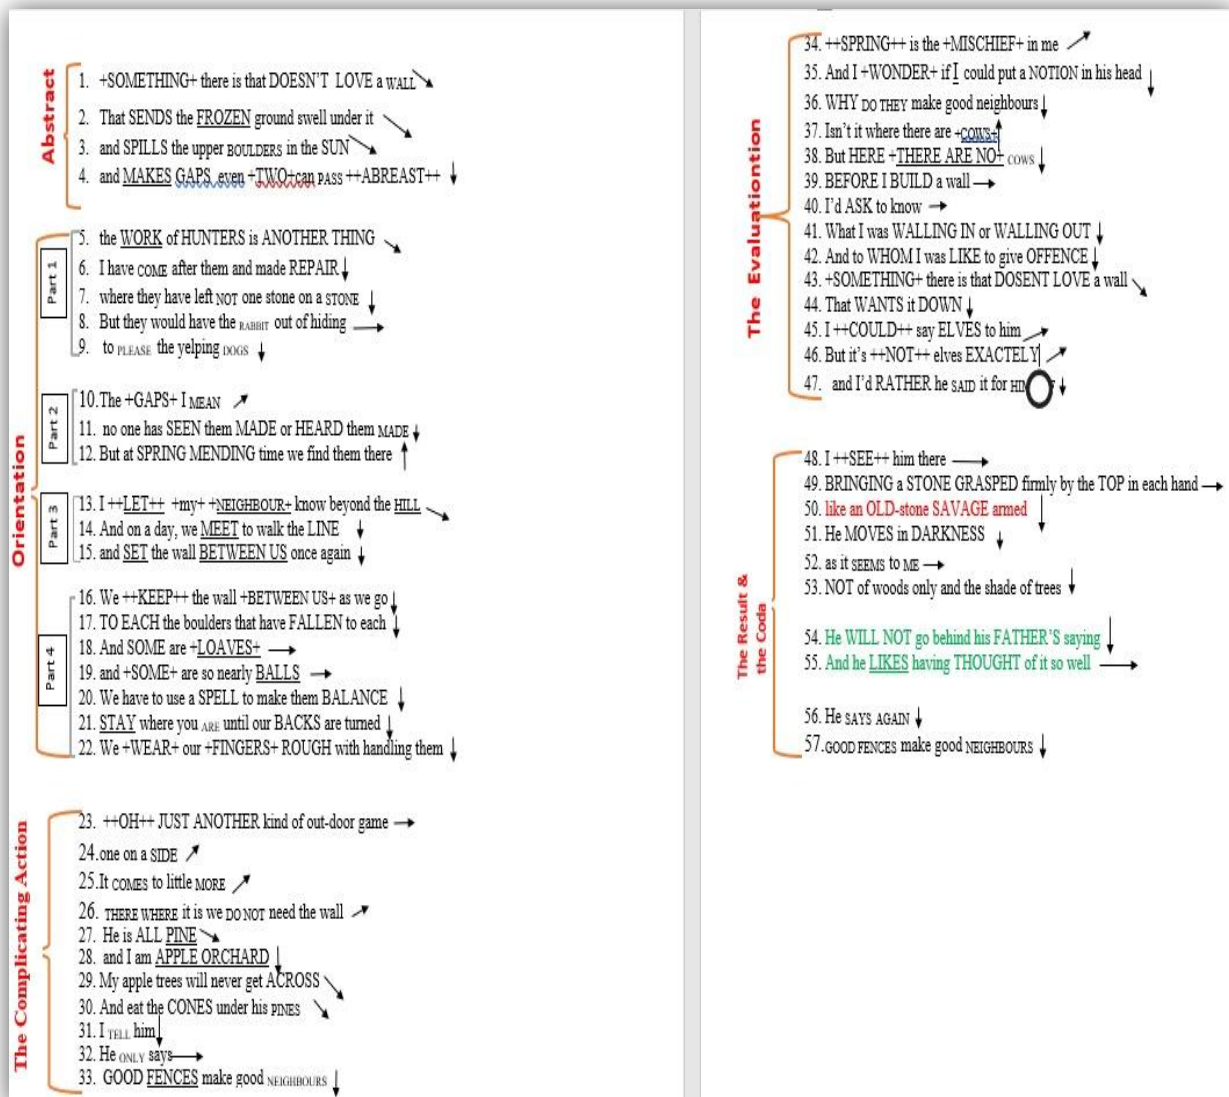 Abstract
1. +SOMETHING+ there is that DOESN'T LOVE a WALL
2. That SENDS the FROZEN ground swell under it
3. and SPILLS the upper BOULDERS in the SUN
4. and MAKES GAPS even +TWO+can PASS ++ABREAST++
Orientation
Part 1
5. the WORK of HUNTERS is ANOTHER THING
6. I have COME after them and made REPAIR
7. where they have left NOT one stone on a STONE
8. But they would have the RABBIT out of hiding
9. to PLEASE the yelping DOGS
Part 2
10.The +GAPS+ I MEAN
11. no one has SEEN them MADE or HEARD them MADE
12. But at SPRING MENDING time we find them there
Part 3
13. I ++LET++ +my+ +NEIGHBOUR+ know beyond the HILL
14. And on a day, we MEET to walk the LINE
15. and SET the wall BETWEEN US once again
Part 4
16. We ++KEEP++ the wall +BETWEEN US+ as we go
17. TO EACH the boulders that have FALLEN to each
18. And SOME are +LOAVES+
19. and +SOME+ are so nearly BALLS
20. We have to use a SPELL to make them BALANCE
21. STAY where you ARE until our BACKS are turned
22. We +WEAR+ our +FINGERS+ ROUGH with handling them
The Complicating Action
23. ++OH++ JUST ANOTHER kind of out-door game
24.one on a SIDE
25.It COMES to little MORE
26. THERE WHERE it is we DO NOT need the wall
27. He is ALL PINE
28. and I am APPLE ORCHARD
29. My apple trees will never get ACROSS
30. And eat the CONES under his PINES
31. I TELL him
32. He ONLY says
33. GOOD FENCES make good NEIGHBOURS
The Evaluationtion
34. ++SPRING++ is the +MISCHIEF+ in me
35. And I +WONDER+ if I could put a NOTION in his head
36. WHY DO THEY make good neighbours
37. Isn't it where there are +COWS+
38. But HERE +THERE ARE NO+ COWS
39. BEFORE I BUILD a wall
40. I'd ASK to know
41. What I was WALLING IN or WALLING OUT
42. And to WHOM I was LIKE to give OFFENCE
43. +SOMETHING+ there is that DOSENT LOVE a wall
44. That WANTS it DOWN
45. I ++COULD++ say ELVES to him
46. But it's ++NOT++ elves EXACTELY
47. and I'd RATHER he SAID it for
The Result & the Coda
48. I ++SEE++ him there
49. BRINGING a STONE GRASPED firmly by the TOP in each hand
50. like an OLD-stone SAVAGE armed
51. He MOVES in DARKNESS
52. as it SEEMS to ME
53. NOT of woods only and the shade of trees
54. He WILL NOT go behind his FATHER'S saying
55. And he LIKES having THOUGHT of it so well
56. He SAYS AGAIN
57.GOOD FENCES make good NEIGHBOURS